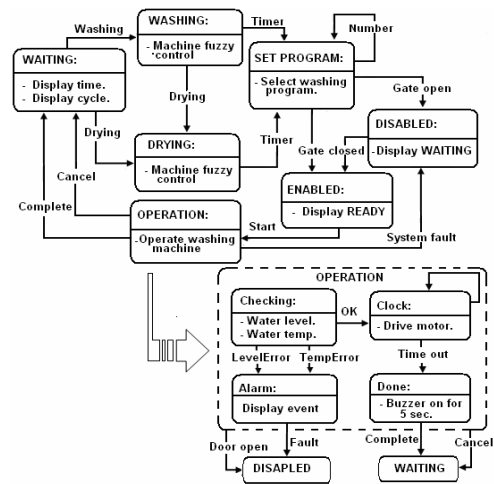 WASHING:
- Machine fuzzy
control
Washing
Timer
Number
WAITING:
- Display time.
- Display cycle.
SET PROGRAM:
- Select washing
program.
Gate open
Drying
Drying
DRYING:
- Machine fuzzy
control
Timer
Gate closed
DISABLED:
-Display WAITING
Cancel
ENABLED:
- Display READY
Complete
OPERATION:
-Operate washing
machine
Start
System fault
OPERATION
Checking:
- Water level.
- Water temp.
OK
Clock:
- Drive motor.
LevelError
TempError
Time out
Alarm:
Display event
Done:
- Buzzer on for
5 sec.
Door open
Fault
Complete
Cancel
DISAPLED
WAITING